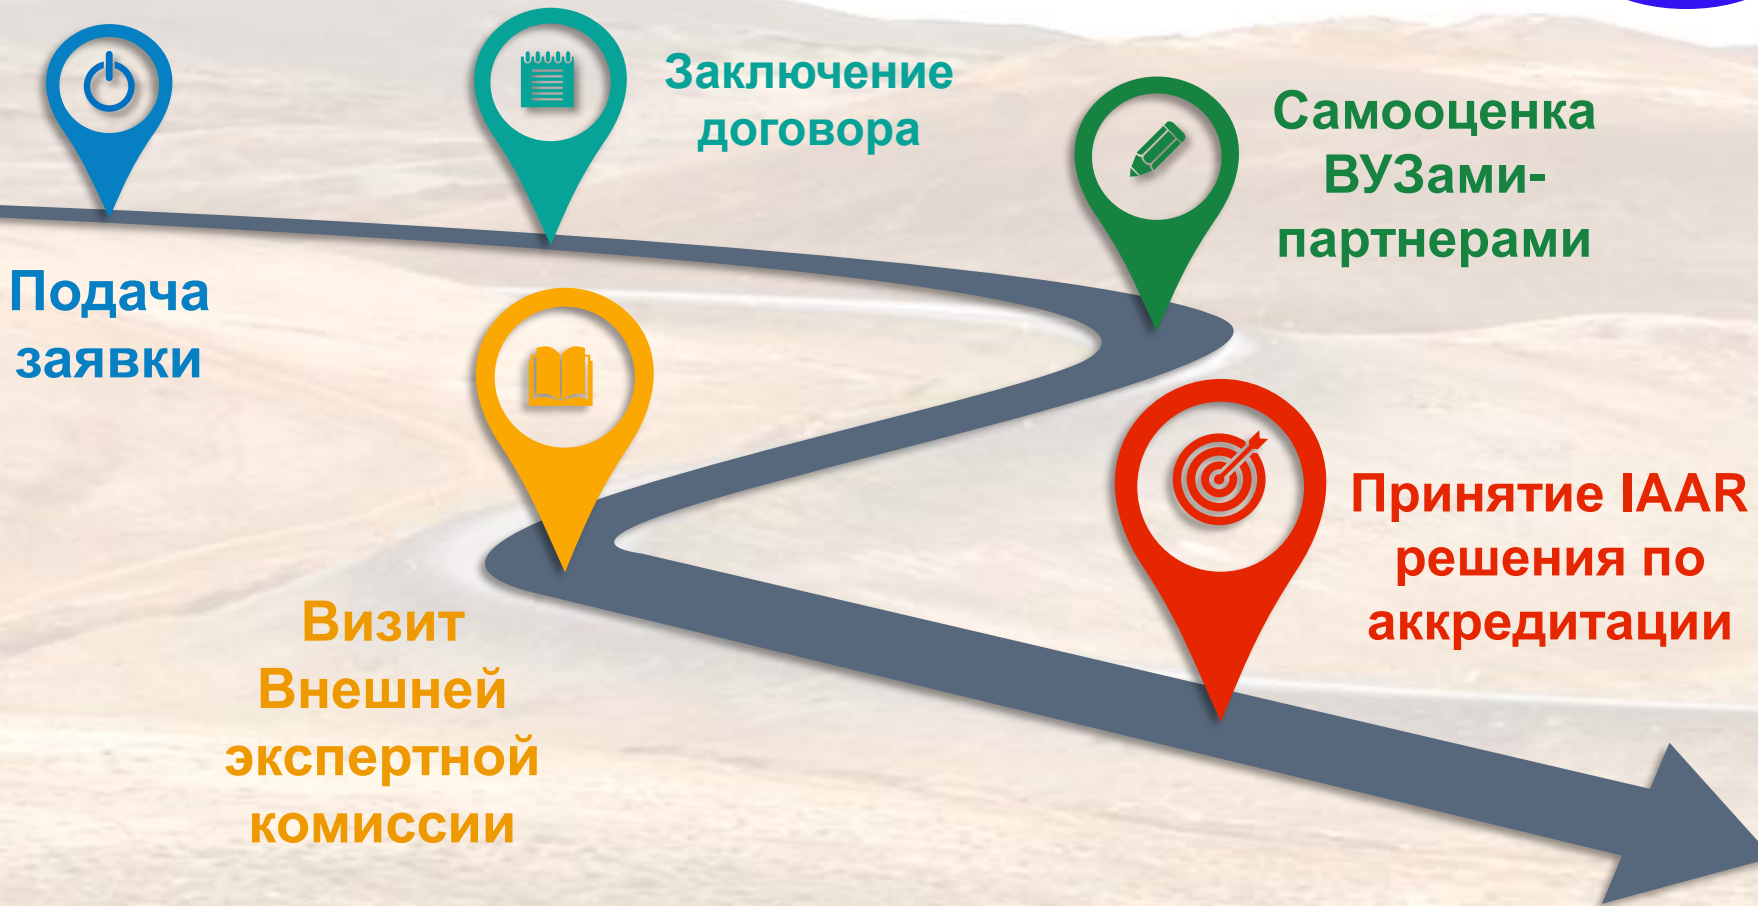 Подача
заявки
Заключение
договора
Самооценка
ВУЗами-
партнерами
Визит
Внешней
экспертной
комиссии
Принятие IAAR
решения по
аккредитации